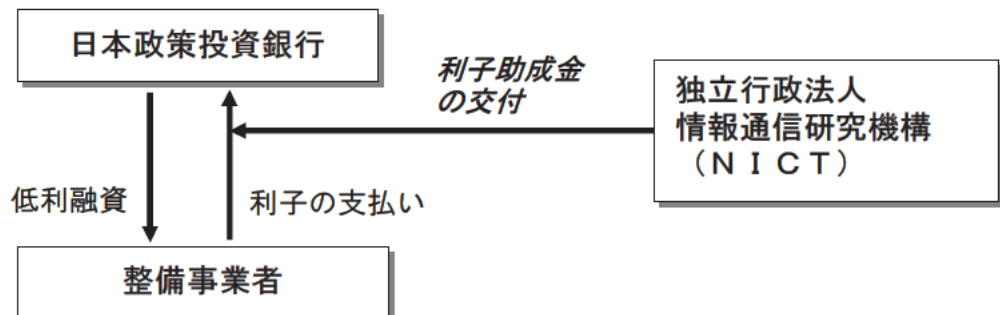 日本政策投資銀行
利子助成金
の交付
独立行政法人
情報通信研究機構
（ＮＩＣＴ）
低利融資
利子の支払い
整備事業者